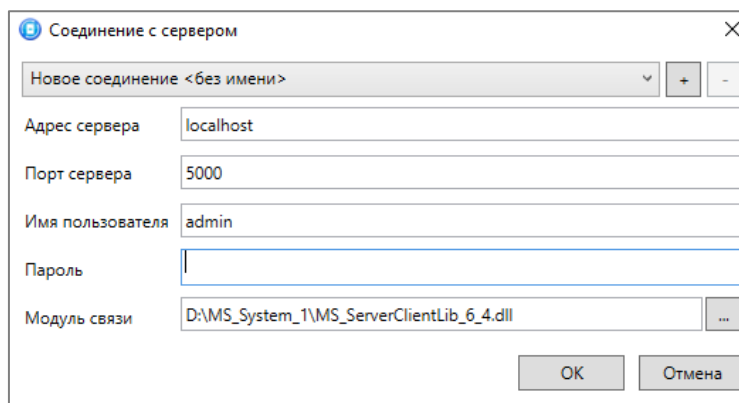 Соединение с сервером
Новое соединение <без имени> + -
Адрес сервера localhost
Порт сервера 5000
Имя пользователя admin
Пароль
Модуль связи D:\MS_System_1\MS_ServerClientLib_6_4.dll ...
OK Отмена